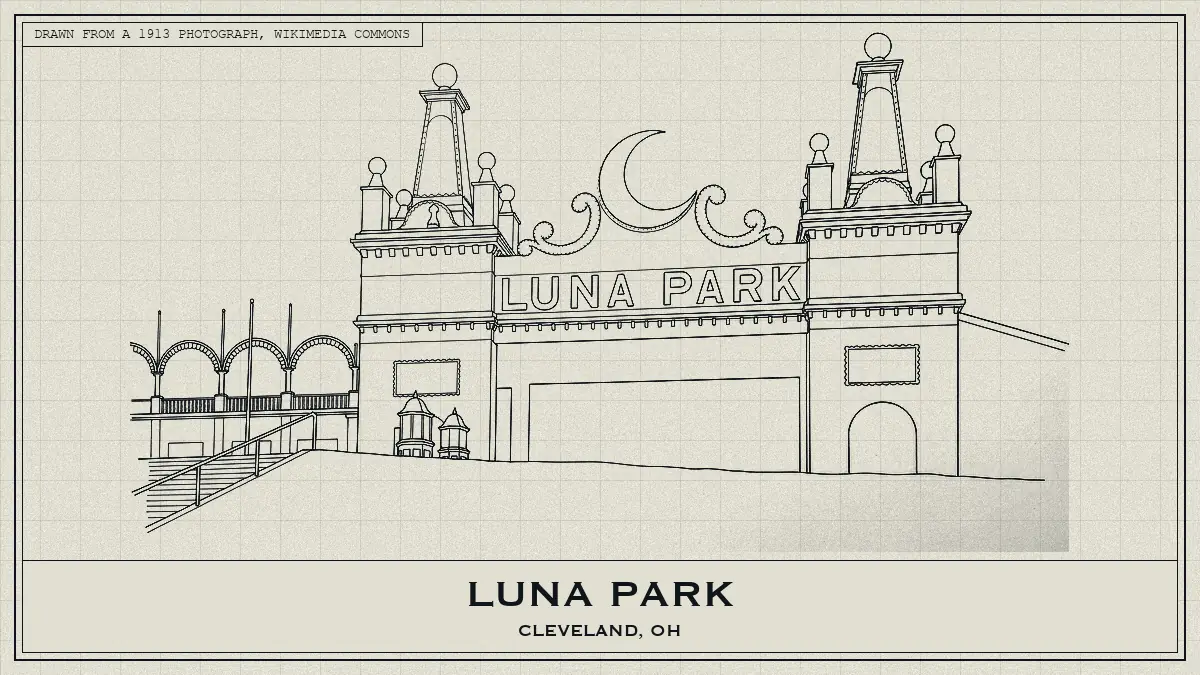 DRAWN FROM A 1913 PHOTOGRAPH, WIKIMEDIA COMMONS
LUNA PARK
LUNA PARK
CLEVELAND, OH